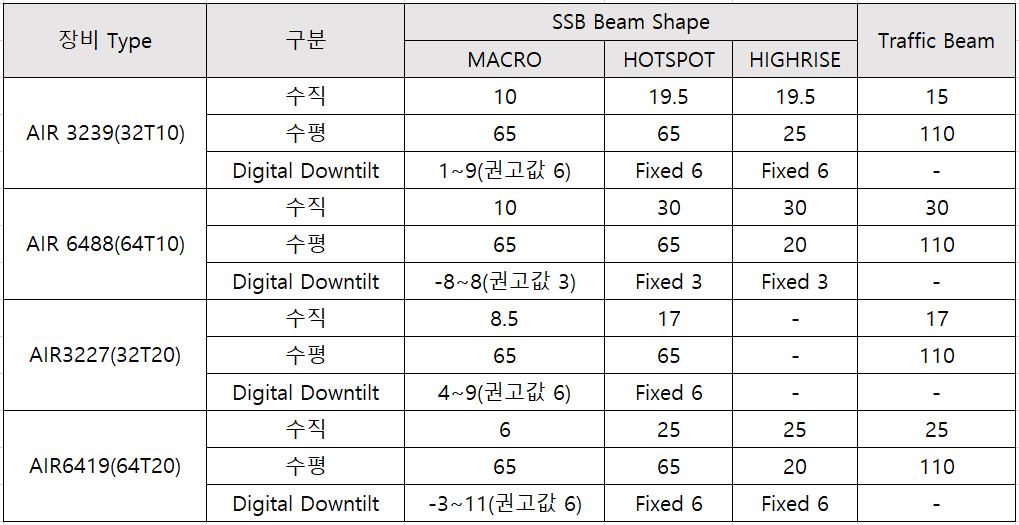 장비 Type 구분 SSB Beam Shape Traffic Beam
MACRO HOTSPOT HIGHRISE
AIR 3239(32T10) 수직 10 19.5 19.5 15
수평 65 65 25 110
Digital Downtilt 1~9(권고값 6) Fixed 6 Fixed 6 -
AIR 6488(64T10) 수직 10 30 30 30
수평 65 65 20 110
Digital Downtilt -8~8(권고값 3) Fixed 3 Fixed 3 -
AIR3227(32T20) 수직 8.5 17 - 17
수평 65 65 - 110
Digital Downtilt 4~9(권고값 6) Fixed 6 - -
AIR6419(64T20) 수직 6 25 25 25
수평 65 65 20 110
Digital Downtilt -3~11(권고값 6) Fixed 6 Fixed 6 -